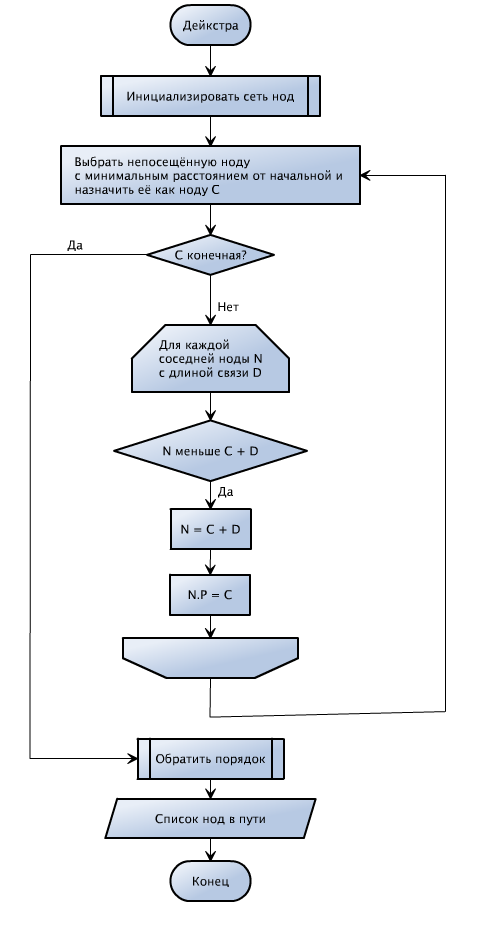 Дейкстра
Инициализировать сеть нод
Выбрать непосещённую ноду
с минимальным расстоянием от начальной и
назначить её как ноду C
Да
C конечная?
Нет
Для каждой
соседней ноды N
с длиной связи D
N меньше C + D
Да
N = C + D
N.P = C
Обратить порядок
Список нод в пути
Конец